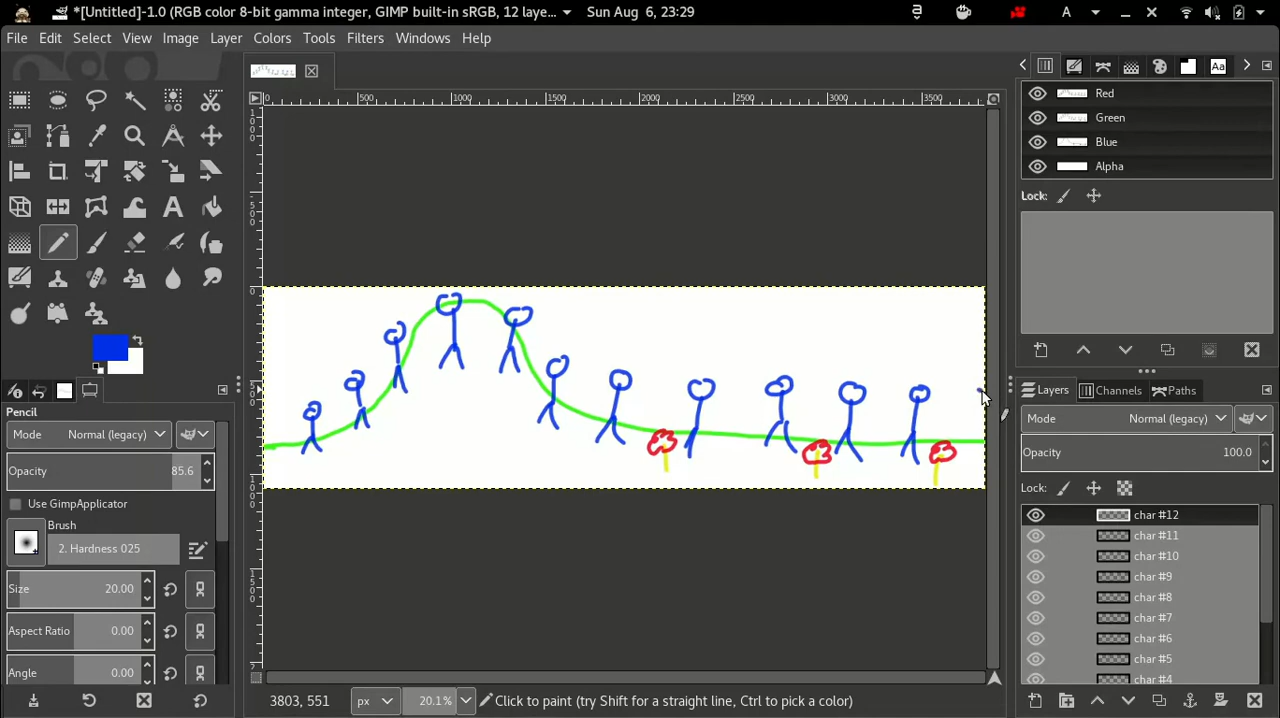 *[Untitled]-1.0 (RGB color 8-bit gamma integer, GIMP built-in sRGB, 12 laye...
Sun Aug 6, 23:29
A
File Edit Select View Image Layer Colors Tools Filters Windows Help
Aa
0 500 1000 1500 2000 2500 3000 3500
Red
Green
Blue
Alpha
Lock:
Pencil
Mode Normal (legacy)
Opacity 85.6
Use GimpApplicator
Brush
2. Hardness 025
Size 20.00
Aspect Ratio 0.00
Angle 0.00
Layers Channels Paths
Mode Normal (legacy)
Opacity 100.0
Lock:
char #12
char #11
char #10
char #9
char #8
char #7
char #6
char #5
char #4
3803, 551 px 20.1% Click to paint (try Shift for a straight line, Ctrl to pick a color)